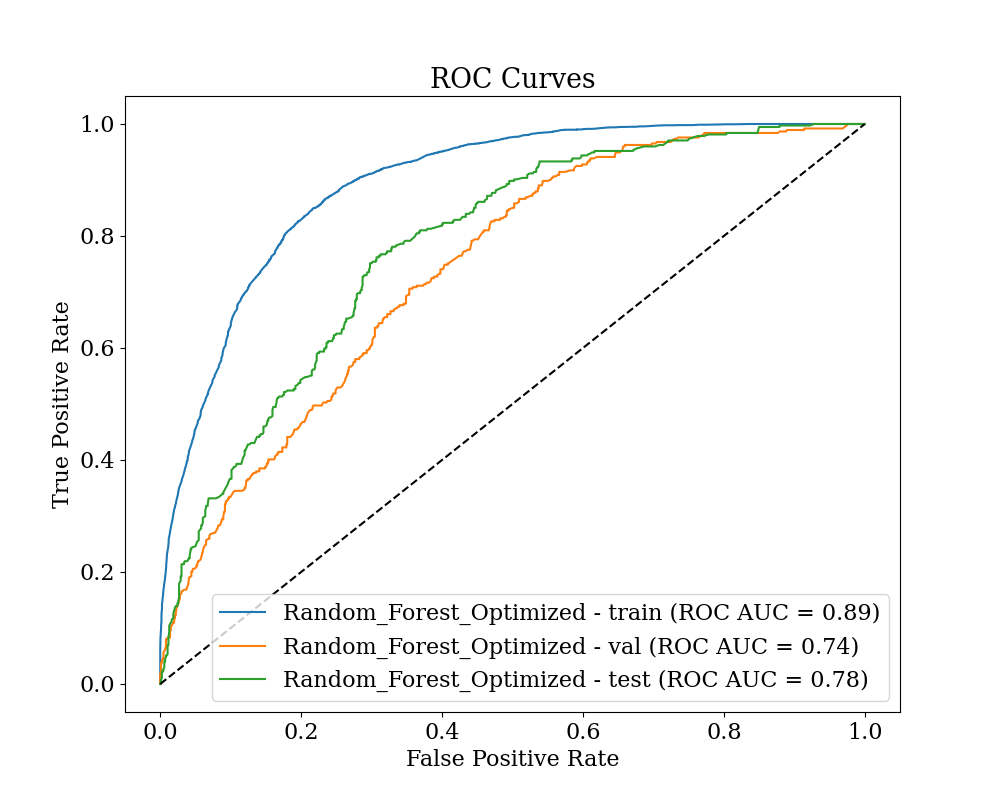 ROC Curves
1.0
0.8
0.6
0.4
0.2
0.0
True Positive Rate
Random_Forest_Optimized - train (ROC AUC = 0.89)
Random_Forest_Optimized - val (ROC AUC = 0.74)
Random_Forest_Optimized - test (ROC AUC = 0.78)
0.0 0.2 0.4 0.6 0.8 1.0
False Positive Rate